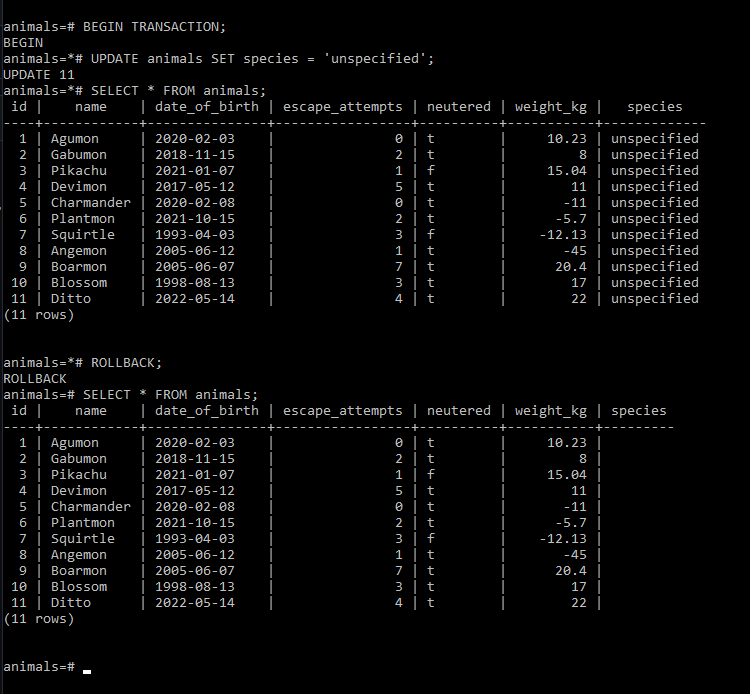 animals=# BEGIN TRANSACTION;
BEGIN
animals=*# UPDATE animals SET species = 'unspecified';
UPDATE 11
animals=*# SELECT * FROM animals;
 id |    name    | date_of_birth | escape_attempts | neutered | weight_kg |   species
----+------------+---------------+-----------------+----------+-----------+-------------
  1 | Agumon     | 2020-02-03    |               0 | t        |     10.23 | unspecified
  2 | Gabumon    | 2018-11-15    |               2 | t        |         8 | unspecified
  3 | Pikachu    | 2021-01-07    |               1 | f        |     15.04 | unspecified
  4 | Devimon    | 2017-05-12    |               5 | t        |        11 | unspecified
  5 | Charmander | 2020-02-08    |               0 | t        |       -11 | unspecified
  6 | Plantmon   | 2021-10-15    |               2 | t        |      -5.7 | unspecified
  7 | Squirtle   | 1993-04-03    |               3 | f        |    -12.13 | unspecified
  8 | Angemon    | 2005-06-12    |               1 | t        |       -45 | unspecified
  9 | Boarmon    | 2005-06-07    |               7 | t        |      20.4 | unspecified
 10 | Blossom    | 1998-08-13    |               3 | t        |        17 | unspecified
 11 | Ditto      | 2022-05-14    |               4 | t        |        22 | unspecified
(11 rows)
animals=*# ROLLBACK;
ROLLBACK
animals=# SELECT * FROM animals;
 id |    name    | date_of_birth | escape_attempts | neutered | weight_kg | species
----+------------+---------------+-----------------+----------+-----------+---------
  1 | Agumon     | 2020-02-03    |               0 | t        |     10.23 |
  2 | Gabumon    | 2018-11-15    |               2 | t        |         8 |
  3 | Pikachu    | 2021-01-07    |               1 | f        |     15.04 |
  4 | Devimon    | 2017-05-12    |               5 | t        |        11 |
  5 | Charmander | 2020-02-08    |               0 | t        |       -11 |
  6 | Plantmon   | 2021-10-15    |               2 | t        |      -5.7 |
  7 | Squirtle   | 1993-04-03    |               3 | f        |    -12.13 |
  8 | Angemon    | 2005-06-12    |               1 | t        |       -45 |
  9 | Boarmon    | 2005-06-07    |               7 | t        |      20.4 |
 10 | Blossom    | 1998-08-13    |               3 | t        |        17 |
 11 | Ditto      | 2022-05-14    |               4 | t        |        22 |
(11 rows)
animals=#